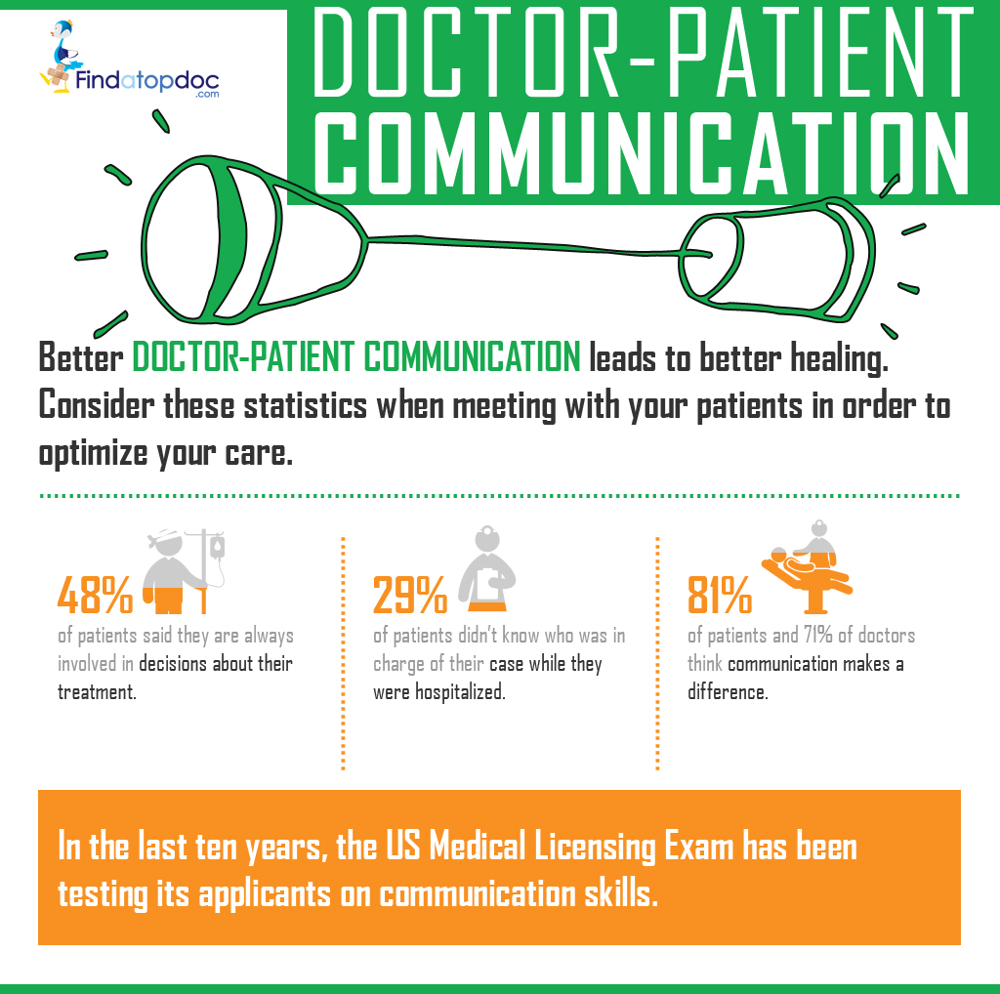 Findatopdoc
.com
DOCTOR-PATIENT
COMMUNICATION
Better DOCTOR-PATIENT COMMUNICATION leads to better healing.
Consider these statistics when meeting with your patients in order to
optimize your care.
48%
of patients said they are always
involved in decisions about their
treatment.
29%
of patients didn't know who was in
charge of their case while they
were hospitalized.
81%
of patients and 71% of doctors
think communication makes a
difference.
In the last ten years, the US Medical Licensing Exam has been
testing its applicants on communication skills.